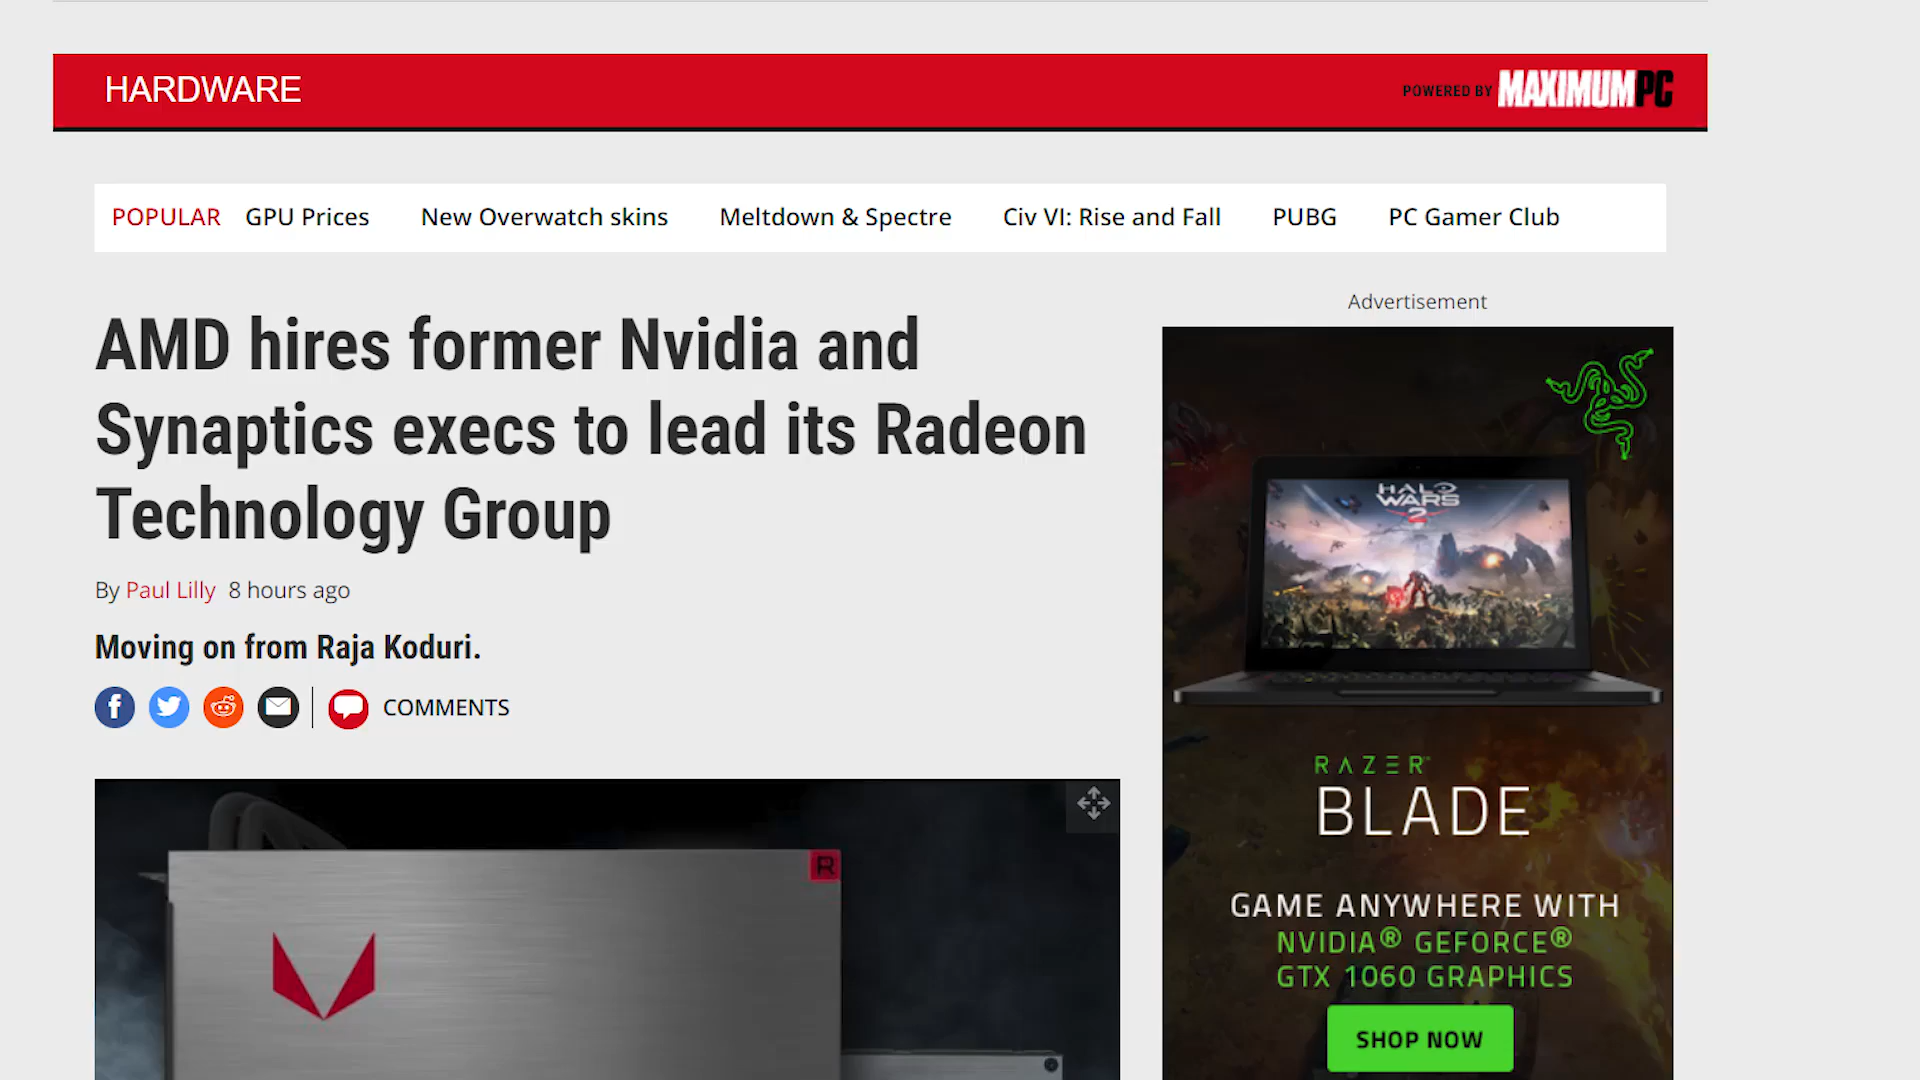 HARDWARE
POWERED BY MAXIMUMPC
POPULAR GPU Prices New Overwatch skins Meltdown & Spectre Civ VI: Rise and Fall PUBG PC Gamer Club
AMD hires former Nvidia and
Synaptics execs to lead its Radeon
Technology Group
By Paul Lilly 8 hours ago
Moving on from Raja Koduri.
COMMENTS
R
Advertisement
HALO
WARS
2
RAZER
BLADE
GAME ANYWHERE WITH
NVIDIA® GEFORCE®
GTX 1060 GRAPHICS
SHOP NOW